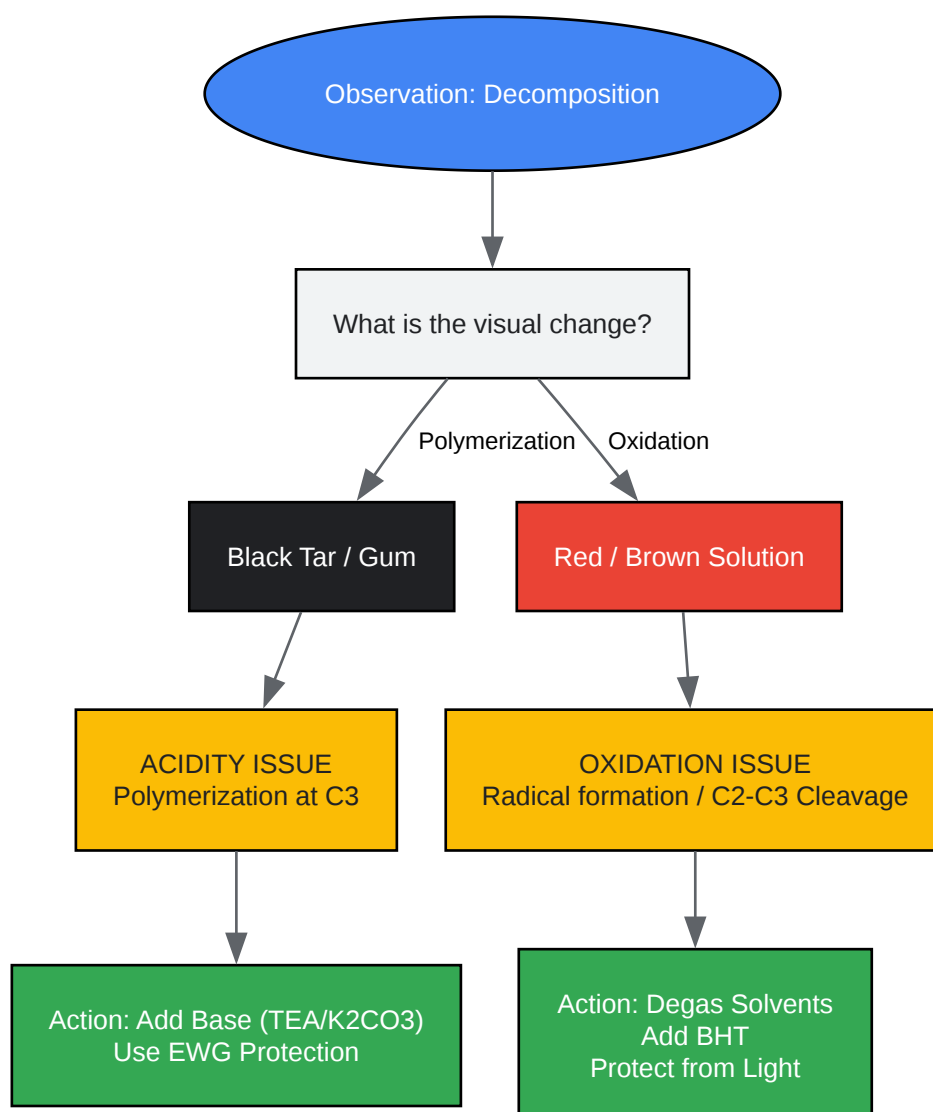 Observation: Decomposition
What is the visual change?
Polymerization
Oxidation
Black Tar / Gum
Red / Brown Solution
ACIDITY ISSUE
Polymerization at C3
OXIDATION ISSUE
Radical formation / C2-C3 Cleavage
Action: Add Base (TEA/K2CO3)
Use EWG Protection
Action: Degas Solvents
Add BHT
Protect from Light